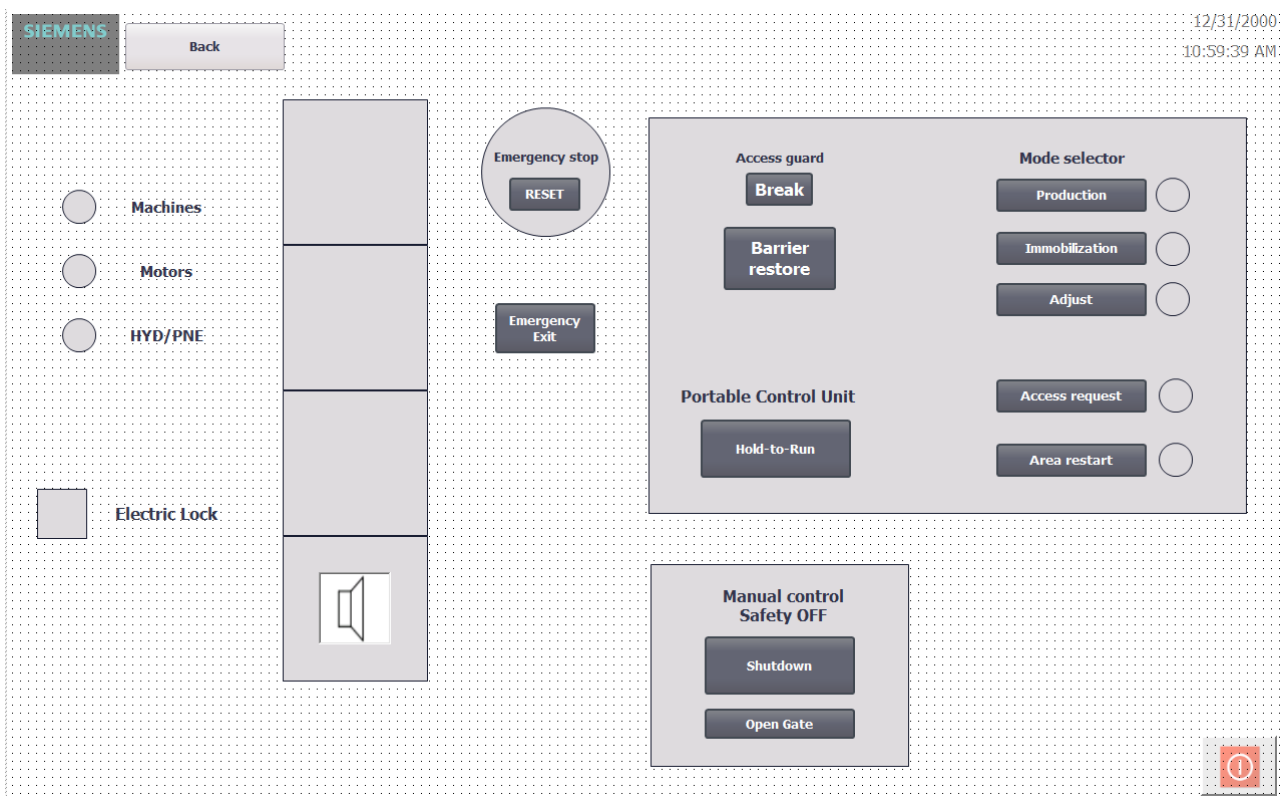 SIEMENS
Back
12/31/2000
10:59:39 AM
Machines
Motors
HYD/PNE
Electric Lock
Emergency stop
RESET
Emergency
Exit
Access guard
Break
Barrier
restore
Mode selector
Production
Immobilization
Adjust
Portable Control Unit
Hold-to-Run
Access request
Area restart
Manual control
Safety OFF
Shutdown
Open Gate